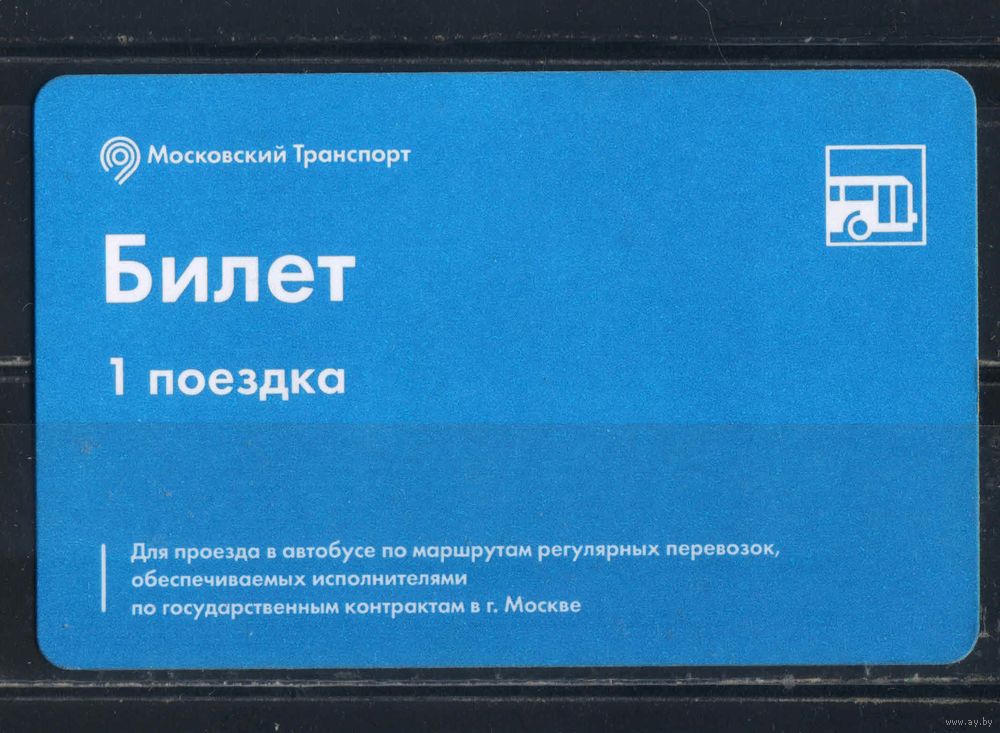 Московский Транспорт
Билет
1 поездка
Для проезда в автобусе по маршрутам регулярных перевозок,
обеспечиваемых исполнителями
по государственным контрактам в г. Москве
www.ay.by